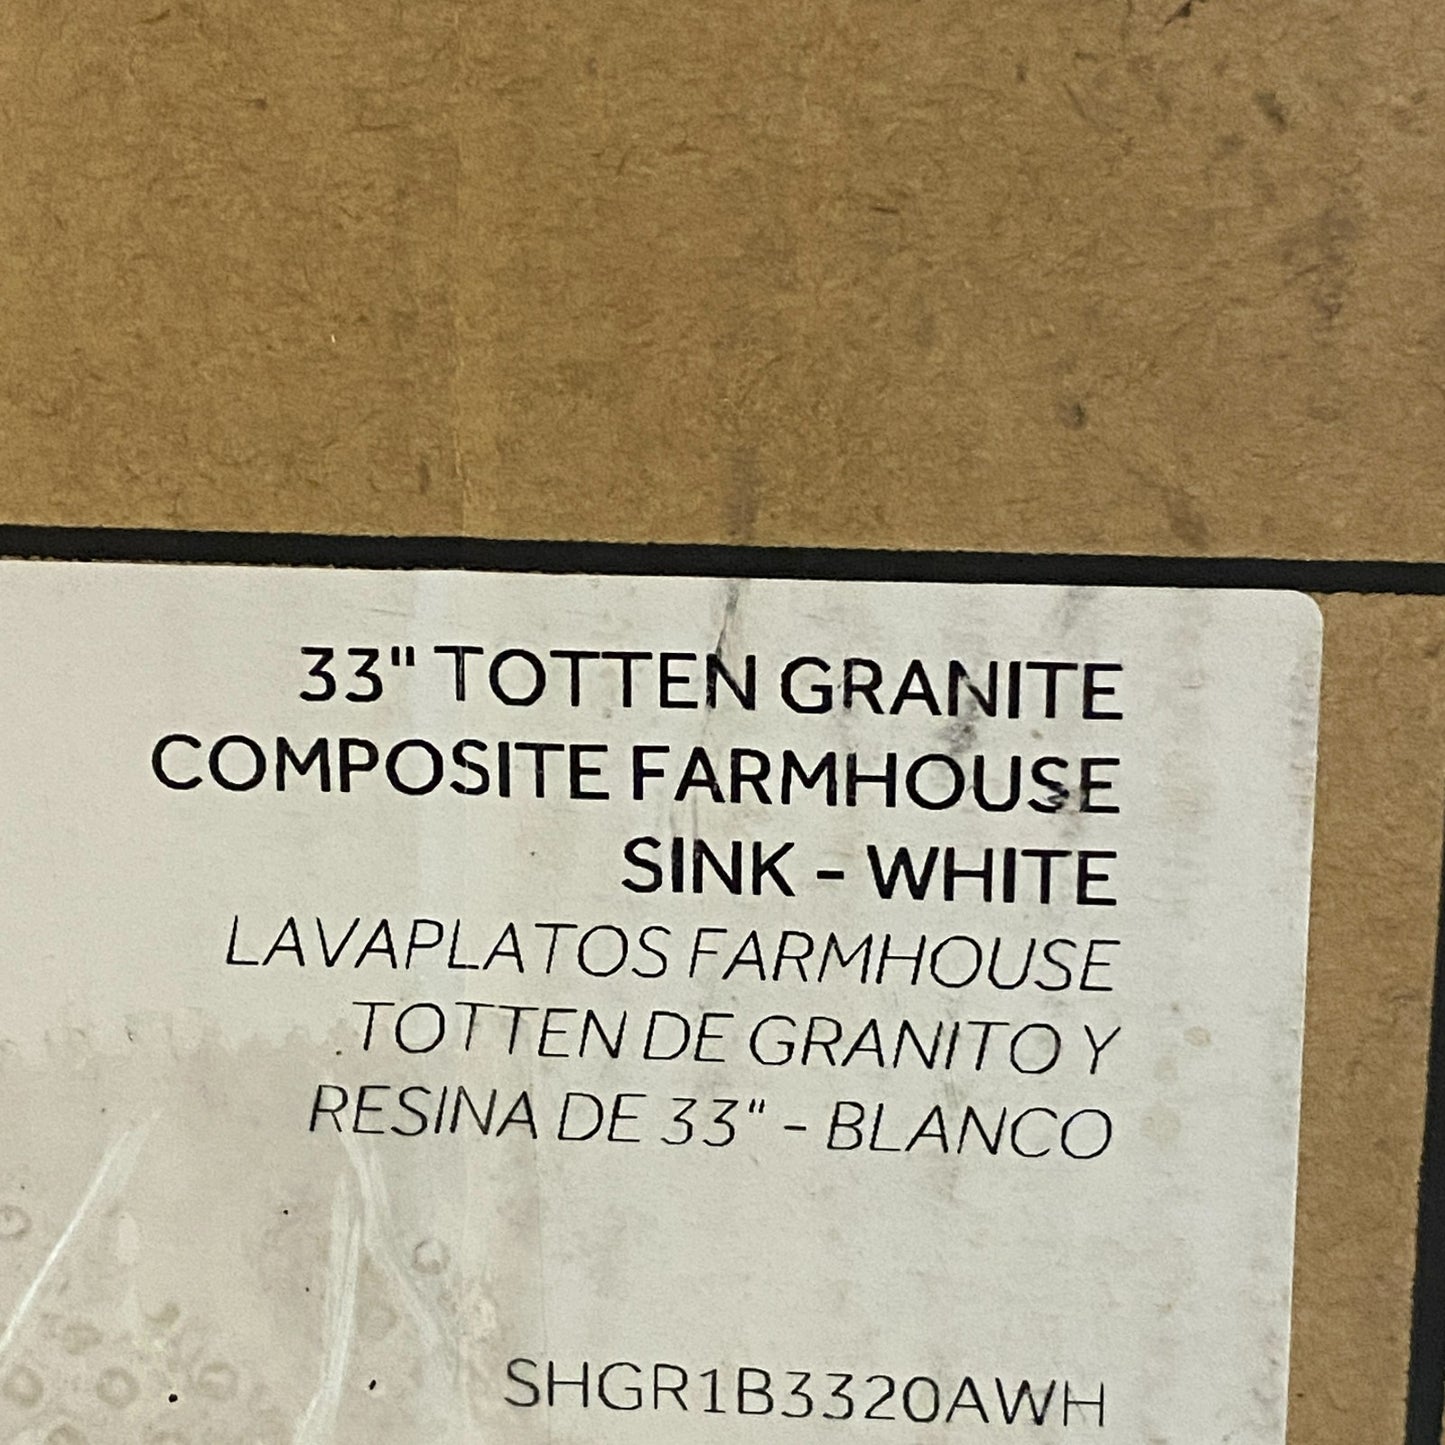 33" TOTTEN GRANITE
COMPOSITE FARMHOUSE
SINK - WHITE
LAVAPLATOS FARMHOUSE
TOTTEN DE GRANITO Y
RESINA DE 33" - BLANCO
SHGR1B3320AWH